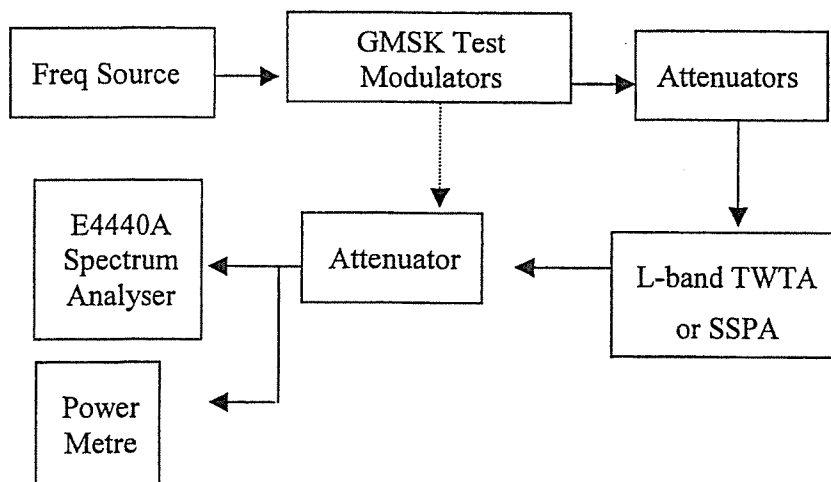 Freq Source
GMSK Test
Modulators
Attenuators
E4440A
Spectrum
Analyser
Attenuator
L-band TWTA
or SSPA
Power
Metre